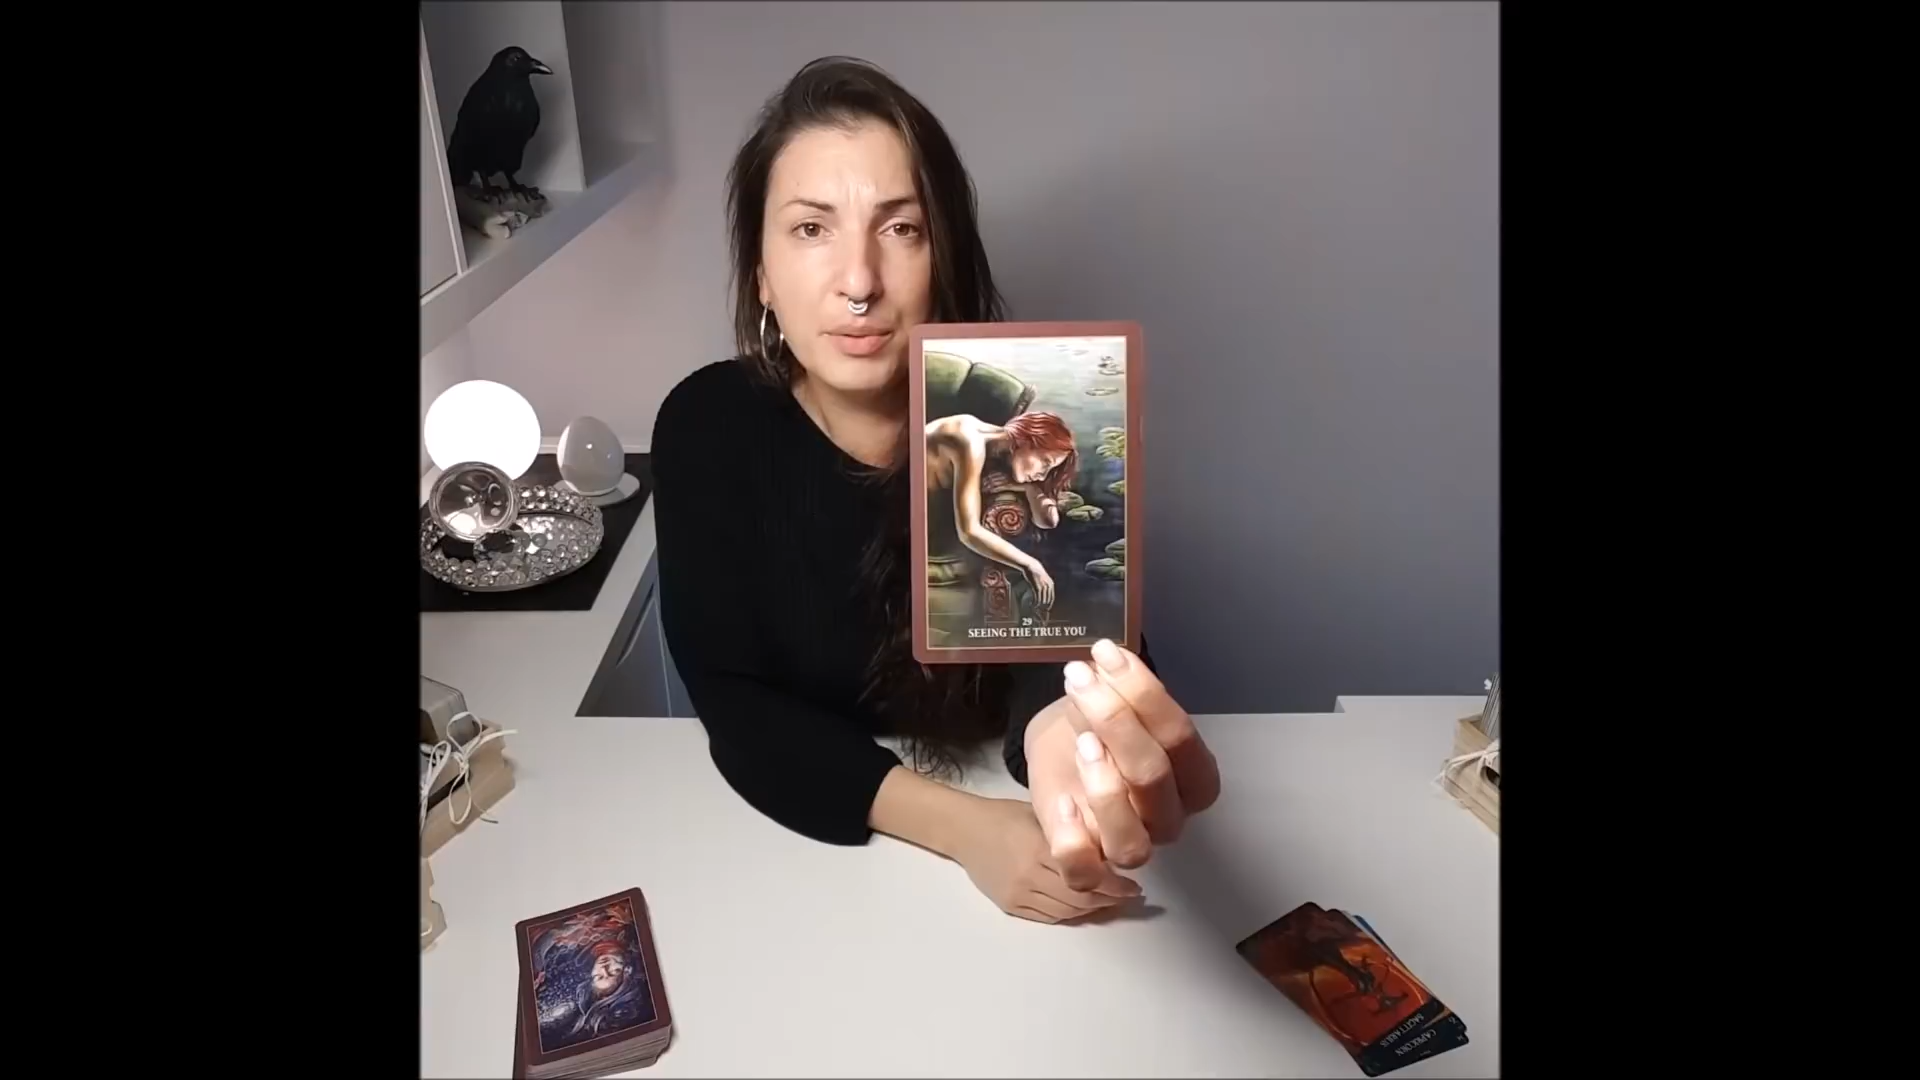 29
SEEING THE TRUE YOU
SAGITTARIUS
CAPRICORN